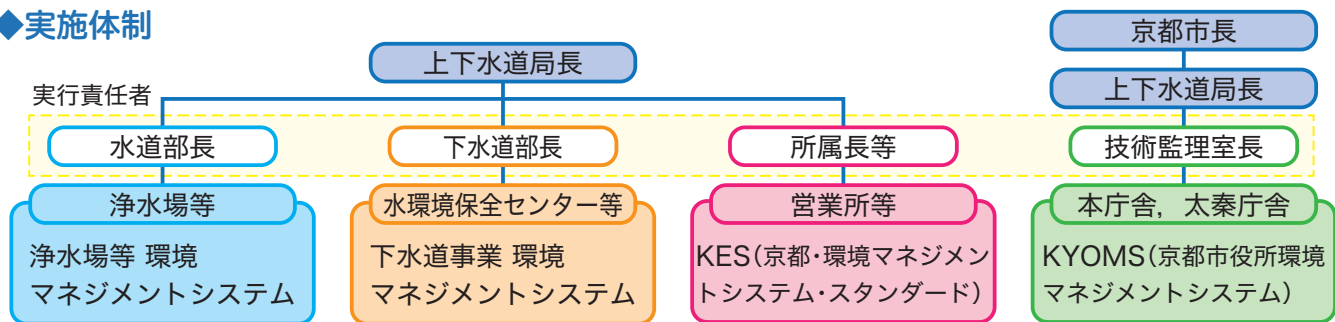 ◆実施体制
上下水道局長
京都市長
上下水道局長
実行責任者
水道部長
下水道部長
所属長等
技術監理室長
浄水場等
浄水場等 環境
マネジメントシステム
水環境保全センター等
下水道事業 環境
マネジメントシステム
営業所等
KES（京都・環境マネジメン
トシステム・スタンダード）
本庁舎，太秦庁舎
KYOMS（京都市役所環境
マネジメントシステム）